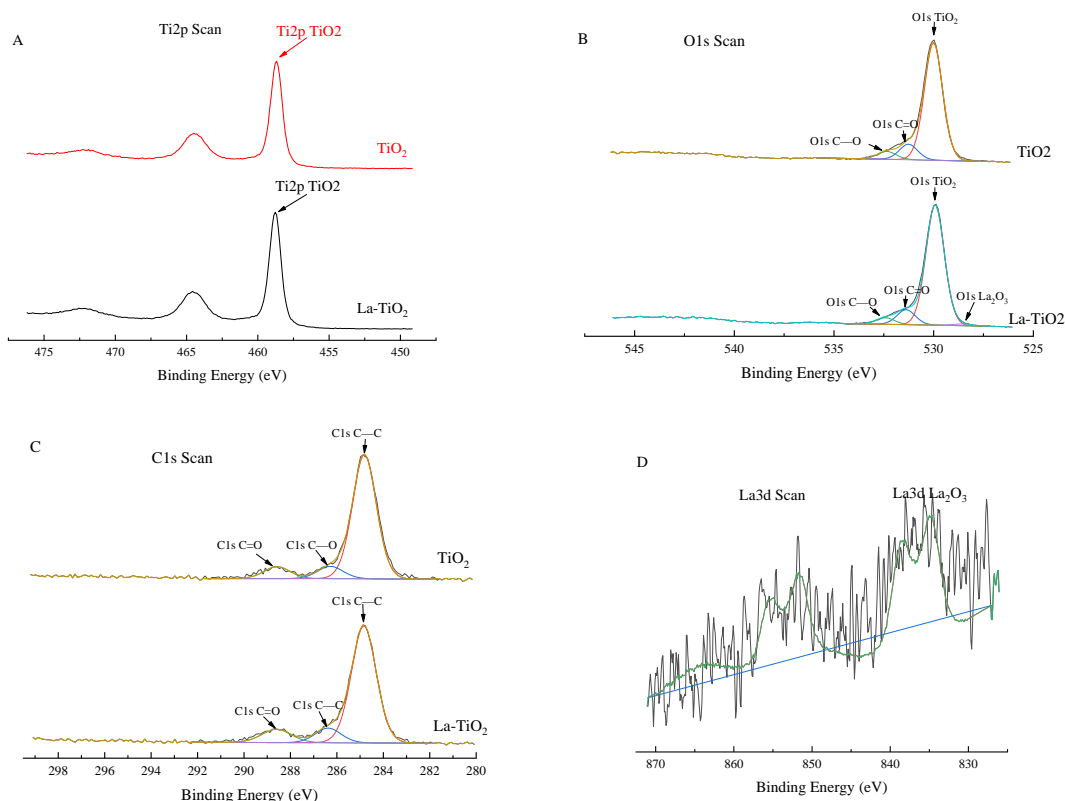 A
Ti2p Scan
Ti2p TiO2
TiO₂
Ti2p TiO2
La-TiO₂
475 470 465 460 455 450
Binding Energy (eV)
B
O1s Scan
O1s TiO₂
O1s C=O
O1s C—O
TiO2
O1s TiO₂
O1s C=O
O1s C—O
O1s La₂O₃
La-TiO2
545 540 535 530 525
Binding Energy (eV)
C
C1s Scan
C1s C—C
C1s C=O
C1s C—O
TiO₂
C1s C—C
C1s C=O
C1s C—C
La-TiO₂
298 296 294 292 290 288 286 284 282 280
Binding Energy (eV)
D
La3d Scan
La3d La₂O₃
870 860 850 840 830
Binding Energy (eV)